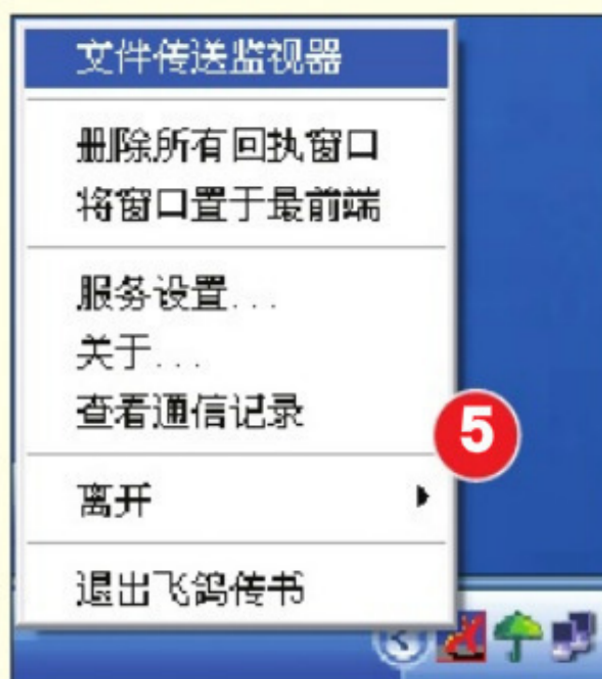 文件传送监视器
删除所有回执窗口
将窗口置于最前端
服务设置...
关于...
查看通信记录
5
离开
退出飞鸽传书